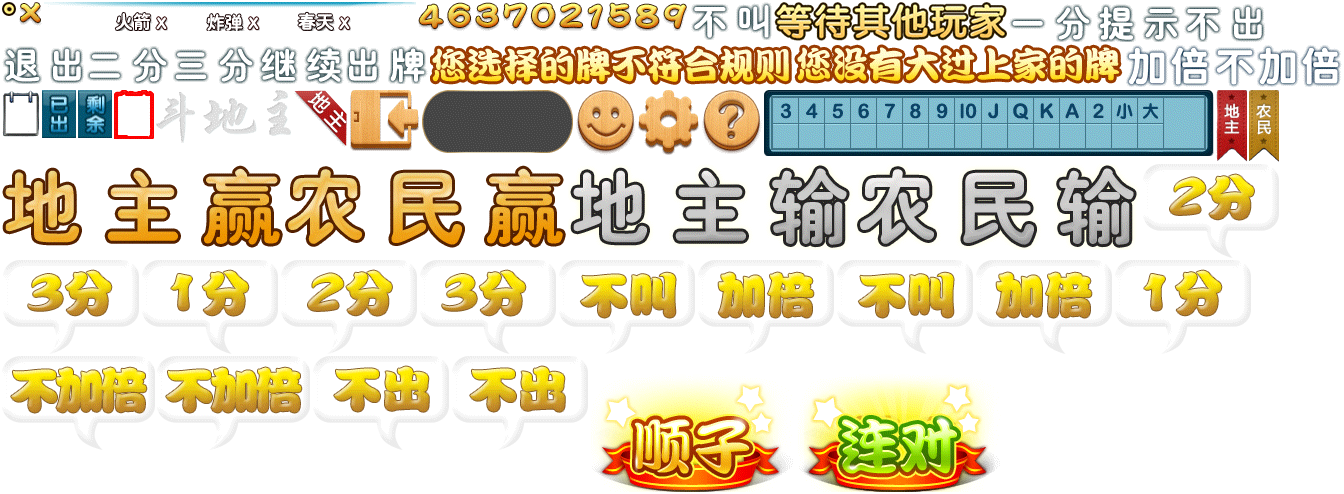 X 火箭 x 炸弹 x 春天 x 4637021589 不叫 等待其他玩家 一分 提示 不出
退出 二分 三分 继续 出牌 您选择的牌不符合规则 您没有大过上家的牌 加倍 不加倍
已出 剩余 斗地主 地主 ? 3 4 5 6 7 8 9 10 J Q K A 2 小 大 地主 农民
地主赢 农民赢 地主输 农民输 2分
3分 1分 2分 3分 不叫 加倍 不叫 加倍 1分
不加倍 不加倍 不出 不出
顺子 连对